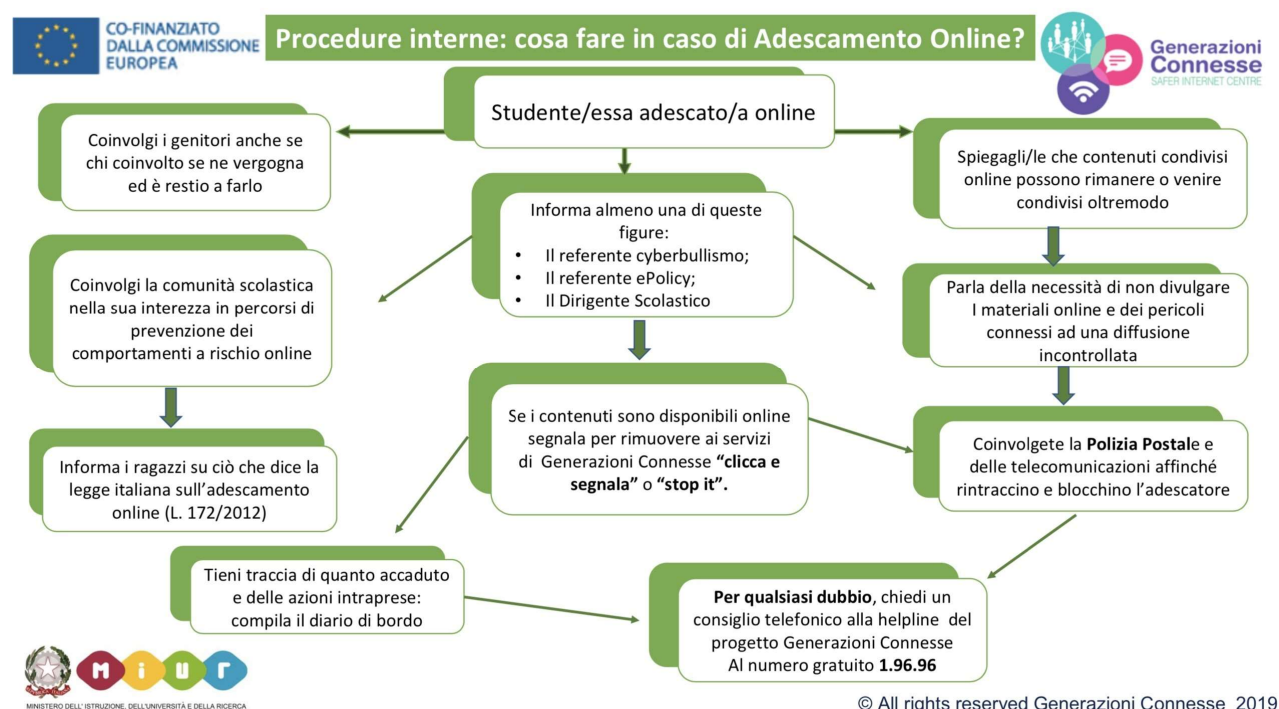 CO-FINANZIATO
DALLA COMMISSIONE
EUROPEA
Procedure interne: cosa fare in caso di Adescamento Online?
Generazioni
Connesse
SAFER INTERNET CENTRE
Studente/essa adescato/a online
Coinvolgi i genitori anche se
chi coinvolto se ne vergogna
ed è restio a farlo
Spiegagli/le che contenuti condivisi
online possono rimanere o venire
condivisi oltremodo
Informa almeno una di queste
figure:
• Il referente cyberbullismo;
• Il referente ePolicy;
• Il Dirigente Scolastico
Coinvolgi la comunità scolastica
nella sua interezza in percorsi di
prevenzione dei
comportamenti a rischio online
Parla della necessità di non divulgare
I materiali online e dei pericoli
connessi ad una diffusione
incontrollata
Se i contenuti sono disponibili online
segnala per rimuovere ai servizi
di Generazioni Connesse “clicca e
segnala” o “stop it”.
Informa i ragazzi su ciò che dice la
legge italiana sull’adescamento
online (L. 172/2012)
Coinvolgete la Polizia Postale e
delle telecomunicazioni affinché
rintraccino e blocchino l’adescatore
Tieni traccia di quanto accaduto
e delle azioni intraprese:
compila il diario di bordo
Per qualsiasi dubbio, chiedi un
consiglio telefonico alla helpline del
progetto Generazioni Connesse
Al numero gratuito 1.96.96
miur
MINISTERO DELL' ISTRUZIONE, DELL'UNIVERSITÀ E DELLA RICERCA
© All rights reserved Generazioni Connesse 2019